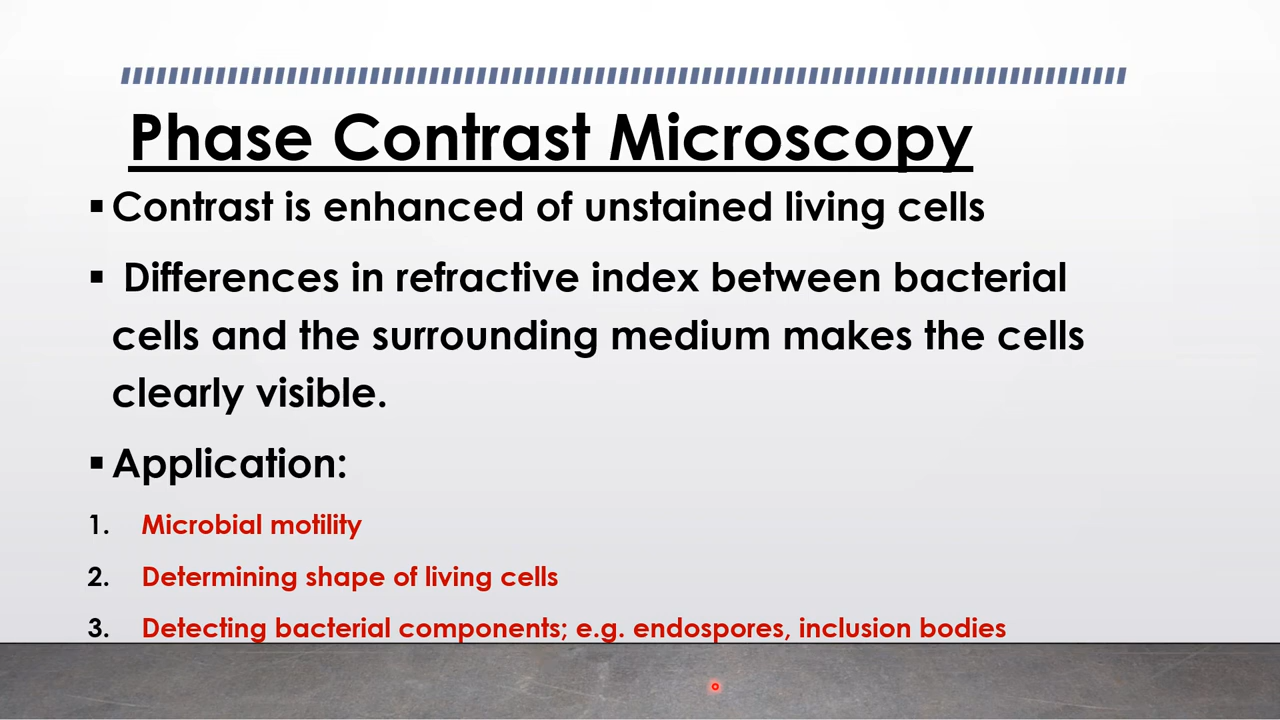 Phase Contrast Microscopy
▪ Contrast is enhanced of unstained living cells
▪ Differences in refractive index between bacterial
cells and the surrounding medium makes the cells
clearly visible.
▪ Application:
1. Microbial motility
2. Determining shape of living cells
3. Detecting bacterial components; e.g. endospores, inclusion bodies